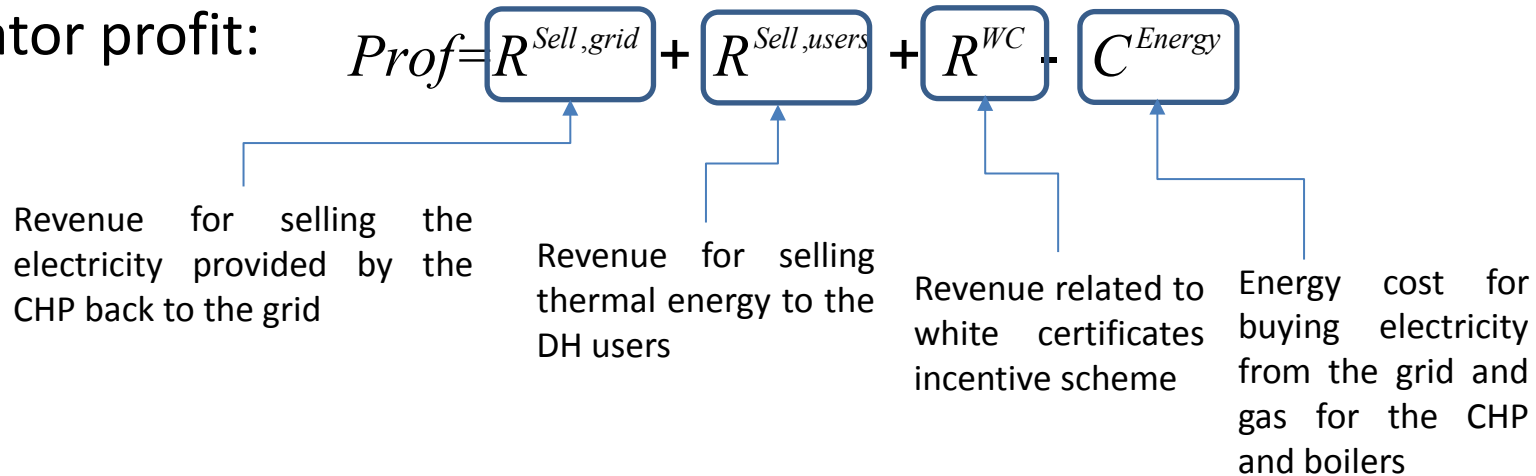 ator profit:
Prof=R^{Sell,grid} + R^{Sell,users} + R^{WC} - C^{Energy}
Revenue for selling the
electricity provided by the
CHP back to the grid
Revenue for selling
thermal energy to the
DH users
Revenue related to
white certificates
incentive scheme
Energy cost for
buying electricity
from the grid and
gas for the CHP
and boilers